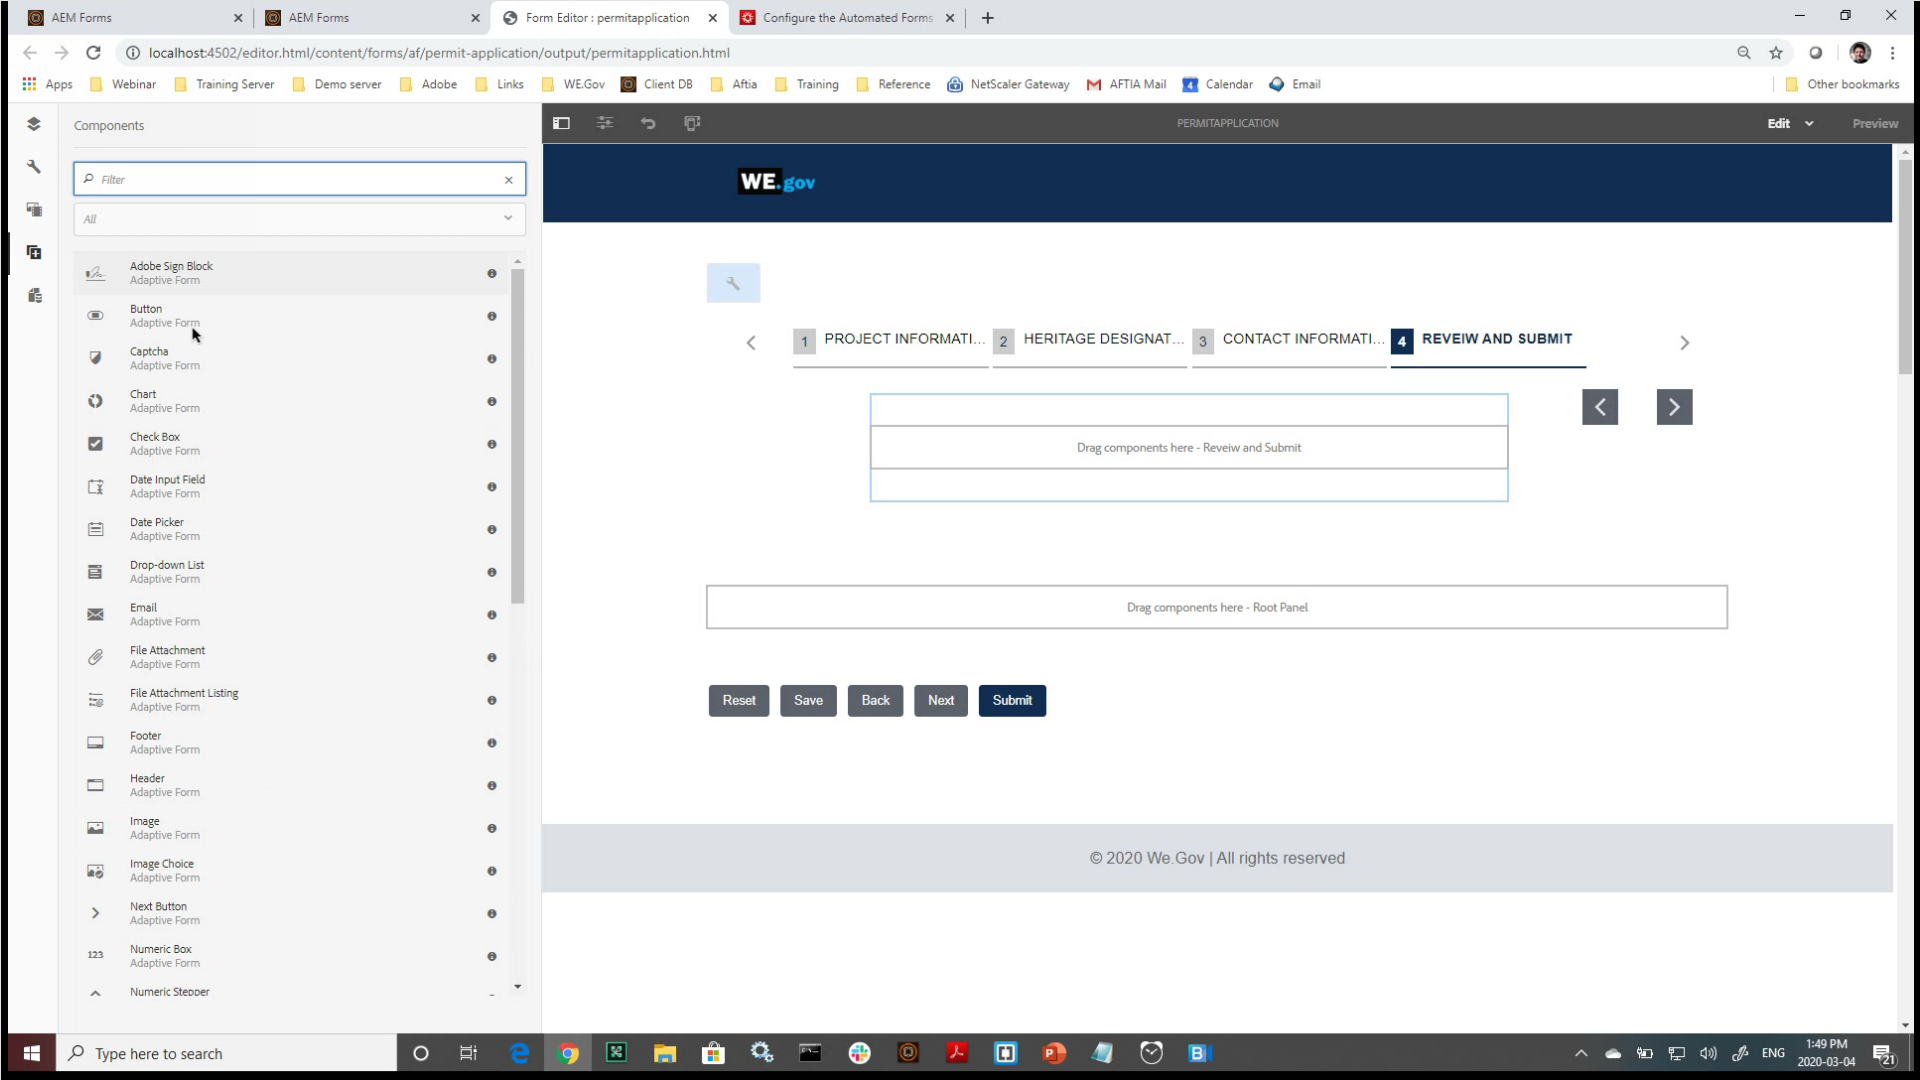 AEM Forms
AEM Forms
Form Editor : permitapplication
Configure the Automated Forms
localhost:4502/editor.html/content/forms/af/permit-application/output/permitapplication.html
Apps
Webinar
Training Server
Demo server
Adobe
Links
WE.Gov
Client DB
Aftia
Training
Reference
NetScaler Gateway
AFTIA Mail
Calendar
Email
Other bookmarks
Components
PERMITAPPLICATION
Edit
Preview
Filter
All
WE.gov
Adobe Sign Block
Adaptive Form
Button
Adaptive Form
Captcha
Adaptive Form
Chart
Adaptive Form
Check Box
Adaptive Form
Date Input Field
Adaptive Form
Date Picker
Adaptive Form
Drop-down List
Adaptive Form
Email
Adaptive Form
File Attachment
Adaptive Form
File Attachment Listing
Adaptive Form
Footer
Adaptive Form
Header
Adaptive Form
Image
Adaptive Form
Image Choice
Adaptive Form
Next Button
Adaptive Form
123
Numeric Box
Adaptive Form
Numeric Stepper
1 PROJECT INFORMATI...
2 HERITAGE DESIGNAT...
3 CONTACT INFORMATI...
4 REVEIW AND SUBMIT
Drag components here - Reveiw and Submit
Drag components here - Root Panel
Reset
Save
Back
Next
Submit
© 2020 We.Gov | All rights reserved
Type here to search
ENG
1:49 PM
2020-03-04
21